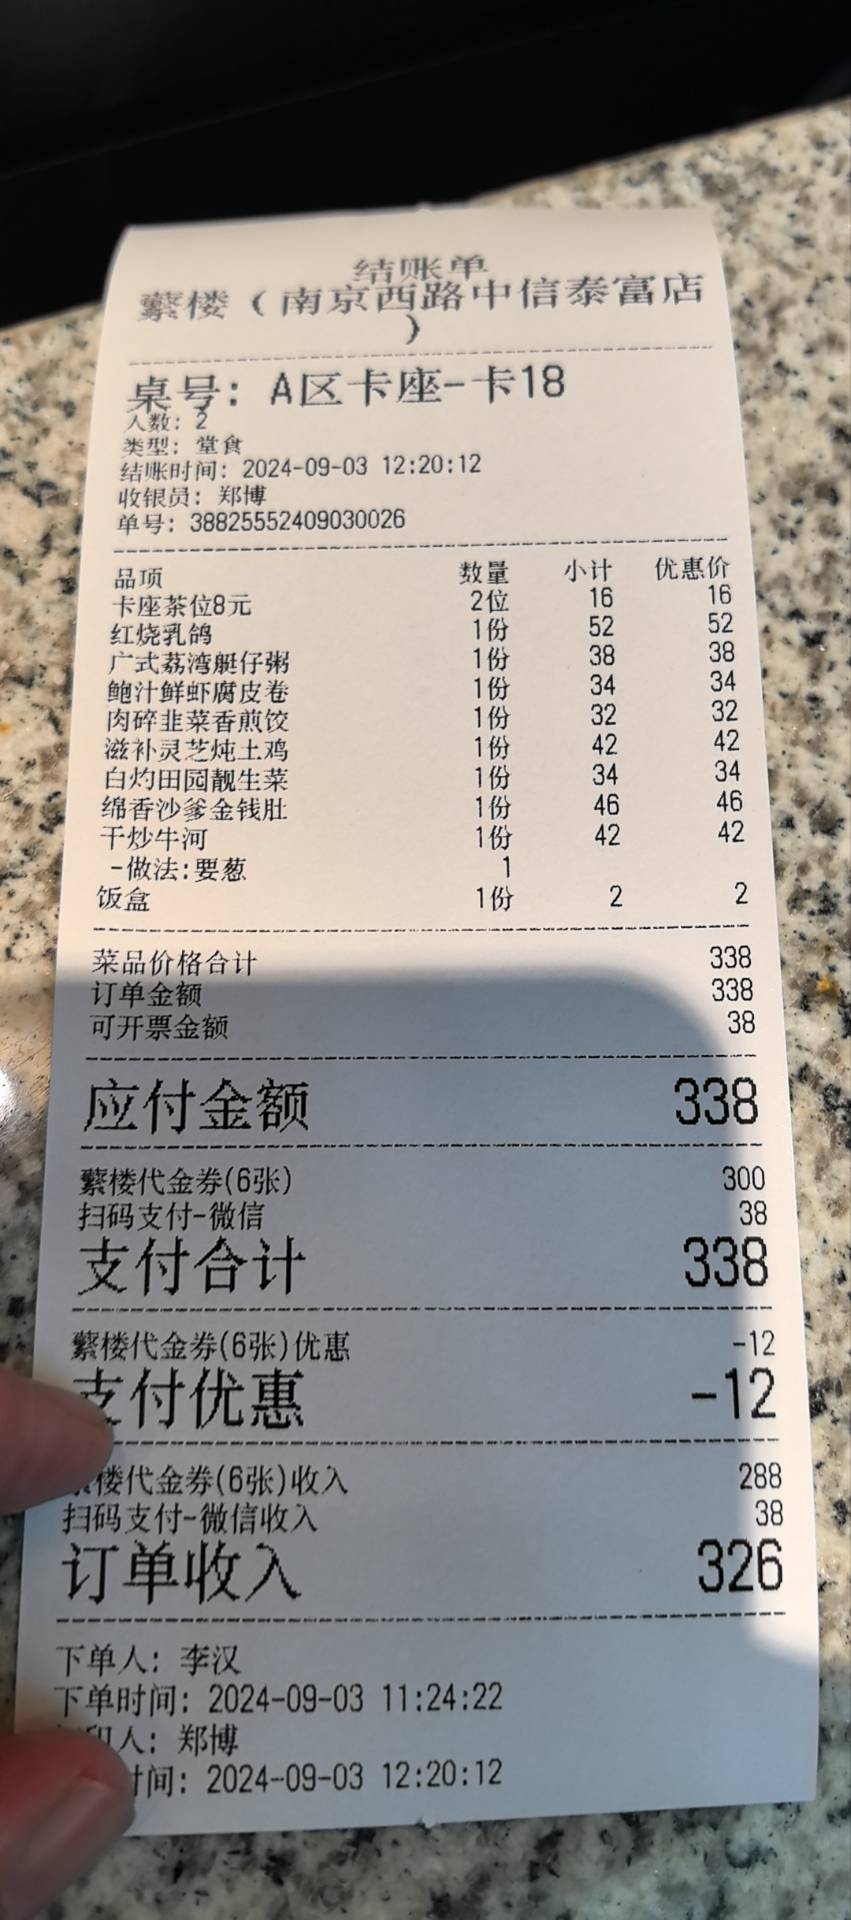 结账单
蘩楼（南京西路中信泰富店
）
桌号: A区卡座-卡18
人数: 2
类型: 堂食
结账时间: 2024-09-03 12:20:12
收银员: 郑博
单号: 38825552409030026
品项 数量 小计 优惠价
卡座茶位8元 2位 16 16
红烧乳鸽 1份 52 52
广式荔湾艇仔粥 1份 38 38
鲍汁鲜虾腐皮卷 1份 34 34
肉碎韭菜香煎饺 1份 32 32
滋补灵芝炖土鸡 1份 42 42
白灼田园靓生菜 1份 34 34
绵香沙爹金钱肚 1份 46 46
干炒牛河 1份 42 42
-做法:要葱 1
饭盒 1份 2 2
菜品价格合计 338
订单金额 338
可开票金额 38
应付金额 338
蘩楼代金券(6张) 300
扫码支付-微信 38
支付合计 338
蘩楼代金券(6张)优惠 -12
支付优惠 -12
楼代金券(6张)收入 288
扫码支付-微信收入 38
订单收入 326
下单人: 李汉
下单时间: 2024-09-03 11:24:22
印人: 郑博
时间: 2024-09-03 12:20:12